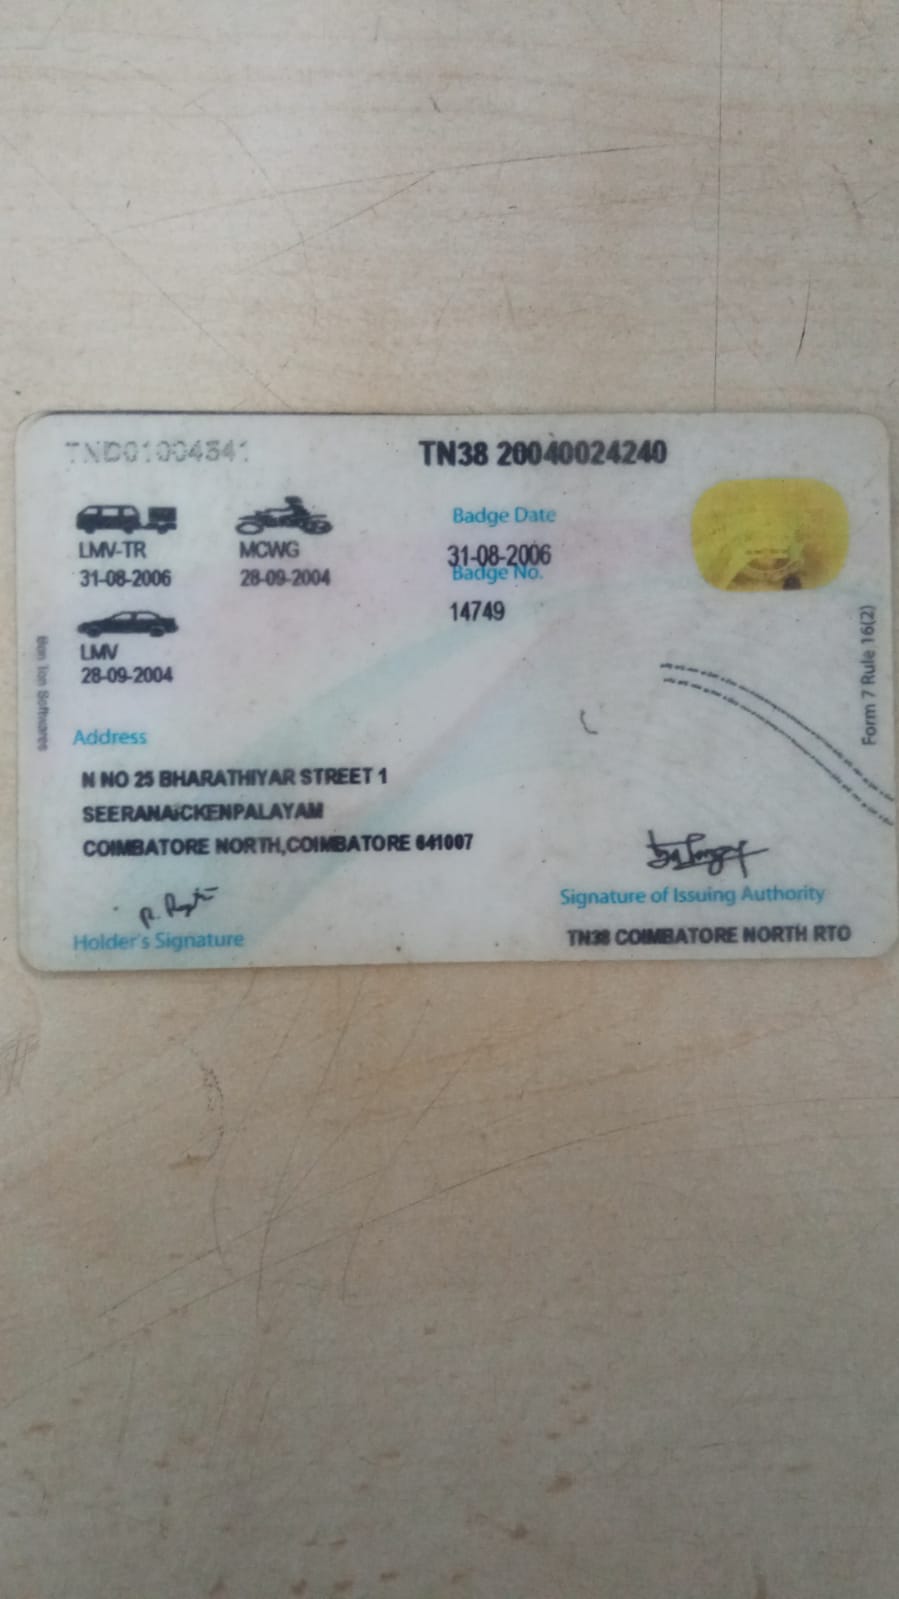 TND01004341
TN38 20040024240
LMV-TR
31-08-2006
MCWG
28-09-2004
LMV
28-09-2004
Badge Date
31-08-2006
Badge No.
14749
Form 7 Rule 16(2)
Address
N NO 25 BHARATHIYAR STREET 1
SEERANAiCKENPALAYAM
COIMBATORE NORTH,COIMBATORE 641007
Holder's Signature
Signature of Issuing Authority
TN38 COIMBATORE NORTH RTO